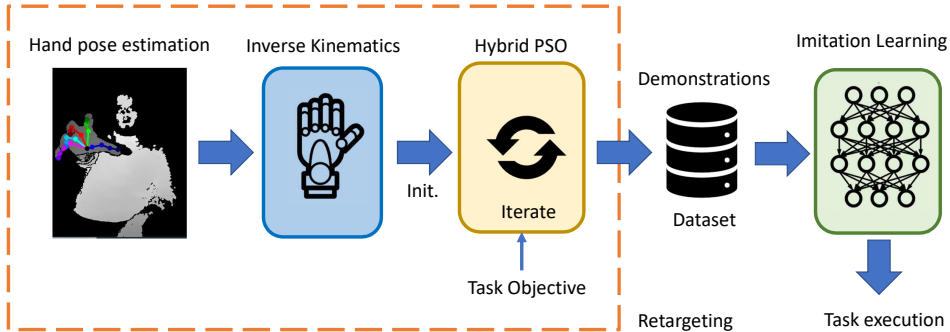 Hand pose estimation
Inverse Kinematics
Hybrid PSO
Imitation Learning
Demonstrations
Init.
Iterate
Dataset
Task Objective
Retargeting
Task execution